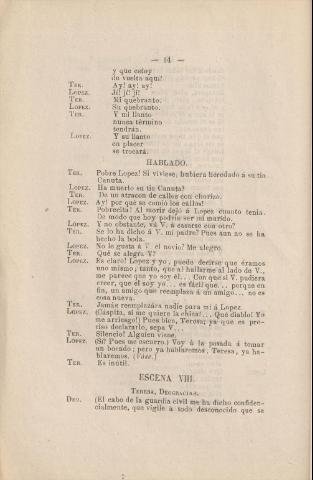 — 14 —
y que estoy
de vuelta aquí!
TER. Ay! ay! ay!
LOPEZ. Ji! ji! ji!
TER. Mi quebranto.
LOPEZ. Su quebranto.
TER. Y mi llanto
nunca término
tendrán.
LOPEZ. Y su llanto
en placer
se trocará.
HABLADO.
TER. Pobre Lopez! Si viviese, hubiera heredado á su tia
Canuta.
LOPEZ. Ha muerto su tia Canuta?
TER. De un atracon de callos con chorizo.
LOPEZ. Ay! por qué se comió los callos?
TER. Pobrecita! Al morir dejó á Lopez cuanto tenia.
De modo que hoy podria ser mi marido.
LOPEZ. Y no obstante, vá V. á casarse con otro?
TER. Se lo ha dicho á V. mi padre? Pues aun no se ha
hecho la boda.
LOPEZ. No le gusta á V. el novio? Me alegro.
TER. Qué se alegra V.?
LOPEZ. Es claro! Lopez y yo, puede decirse que éramos
uno mismo; tanto, que al hallarme al lado de V.,
me parece que yo soy él... Con que si V. pudiera
creer, que él soy yo... es fácil que... porque en
fin, un amigo que reemplaza á un amigo... no es
cosa nueva.
TER. Jamás reemplazára nadie para mí á Lopez.
LOPEZ. (Cáspita, si me quiere la chica!... Qué diablo! Yo
me arriesgo!) Pues bien, Teresa; ya que es pre-
ciso declararlo, sepa V...
TER. Silencio! Alguien viene.
LOPEZ. (Si? Pues me escurro.) Voy á la posada á tomar
un bocado; pero ya hablaremos, Teresa, ya ha-
blaremos. (Váse.)
TER. Es inútil.
ESCENA VIII.
TERESA, DEOGRACIAS.
DEO. (El cabo de la guardia civil me ha dicho confiden-
cialmente, que vigile á todo desconocido que se